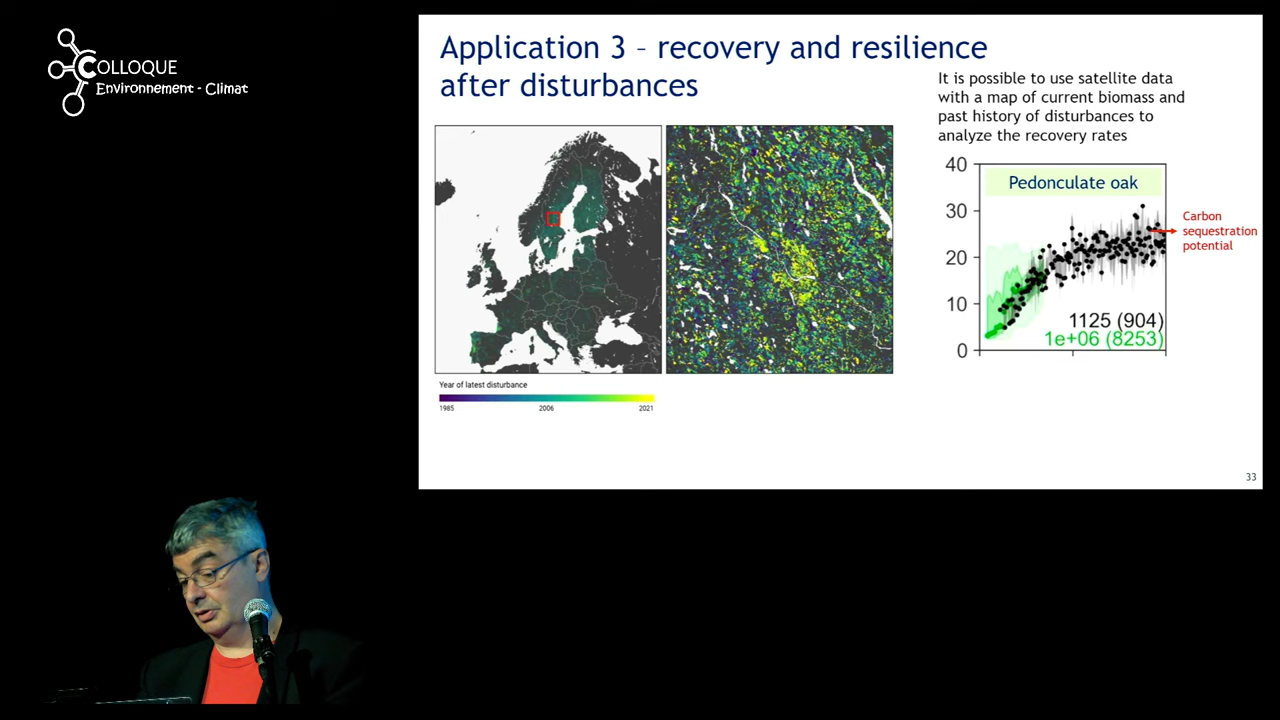 COLLOQUE
Environnement - Climat
Application 3 – recovery and resilience
after disturbances
It is possible to use satellite data
with a map of current biomass and
past history of disturbances to
analyze the recovery rates
40
30
20
10
0
Pedonculate oak
Carbon
sequestration
potential
1125 (904)
1e+06 (8253)
Year of latest disturbance
1985 2006 2021
33